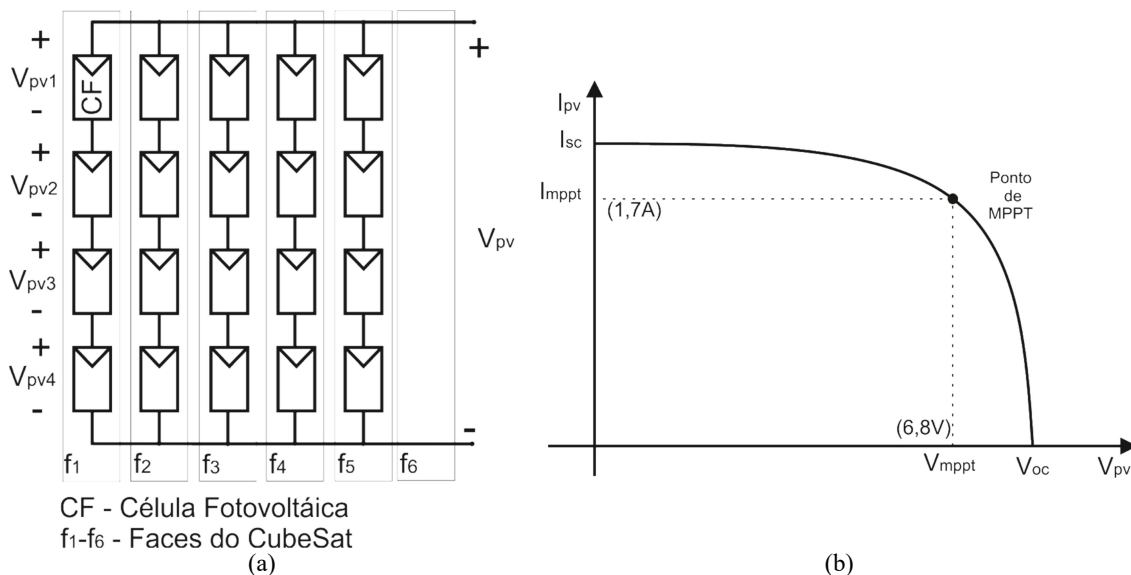 +
Vpv1
-
CF
+
Vpv2
-
+
Vpv3
-
+
Vpv4
-
+
Vpv
-
f1 f2 f3 f4 f5 f6
CF - Célula Fotovoltáica
f1-f6 - Faces do CubeSat
(a)
Ipv
Isc
Imppt
(1,7A)
Ponto
de
MPPT
(6,8V)
Vmppt Voc Vpv
(b)